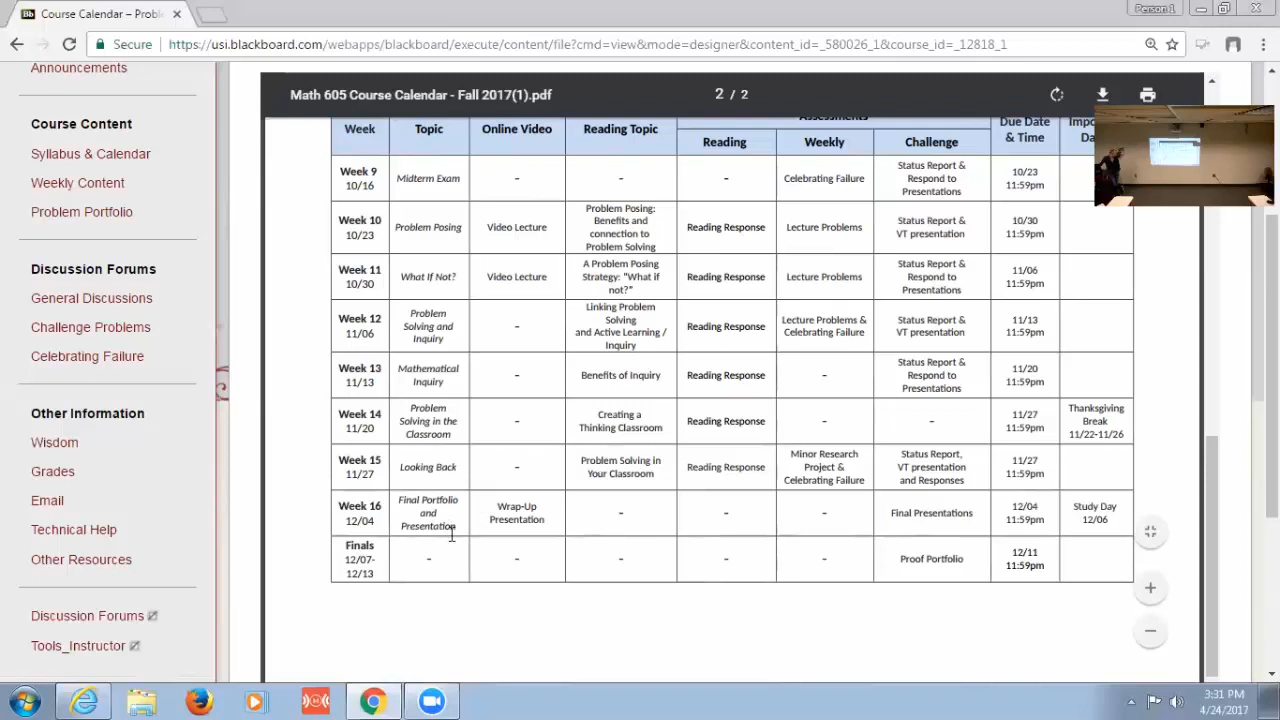 Course Calendar – Proble
Person 1
Secure
https://usi.blackboard.com/webapps/blackboard/execute/content/file?cmd=view&mode=designer&content_id=_580026_1&course_id=_12818_1
Announcements
Course Content
Syllabus & Calendar
Weekly Content
Problem Portfolio
Discussion Forums
General Discussions
Challenge Problems
Celebrating Failure
Other Information
Wisdom
Grades
Email
Technical Help
Other Resources
Discussion Forums
Tools_Instructor
Math 605 Course Calendar - Fall 2017(1).pdf
2 / 2
Week
Topic
Online Video
Reading Topic
Assessments
Reading
Weekly
Challenge
Due Date
& Time
Week 9
10/16
Midterm Exam
-
-
-
Celebrating Failure
Status Report &
Respond to
Presentations
10/23
11:59pm
Week 10
10/23
Problem Posing
Video Lecture
Problem Posing:
Benefits and
connection to
Problem Solving
Reading Response
Lecture Problems
Status Report &
VT presentation
10/30
11:59pm
Week 11
10/30
What If Not?
Video Lecture
A Problem Posing
Strategy: "What if
not?"
Reading Response
Lecture Problems
Status Report &
Respond to
Presentations
11/06
11:59pm
Week 12
11/06
Problem
Solving and
Inquiry
-
Linking Problem
Solving
and Active Learning /
Inquiry
Reading Response
Lecture Problems &
Celebrating Failure
Status Report &
VT presentation
11/13
11:59pm
Week 13
11/13
Mathematical
Inquiry
-
Benefits of Inquiry
Reading Response
-
Status Report &
Respond to
Presentations
11/20
11:59pm
Week 14
11/20
Problem
Solving in the
Classroom
-
Creating a
Thinking Classroom
Reading Response
-
-
11/27
11:59pm
Thanksgiving
Break
11/22-11/26
Week 15
11/27
Looking Back
-
Problem Solving in
Your Classroom
Reading Response
Minor Research
Project &
Celebrating Failure
Status Report,
VT presentation
and Responses
11/27
11:59pm
Week 16
12/04
Final Portfolio
and
Presentation
Wrap-Up
Presentation
-
-
-
Final Presentations
12/04
11:59pm
Study Day
12/06
Finals
12/07-
12/13
-
-
-
-
-
Proof Portfolio
12/11
11:59pm
3:31 PM
4/24/2017